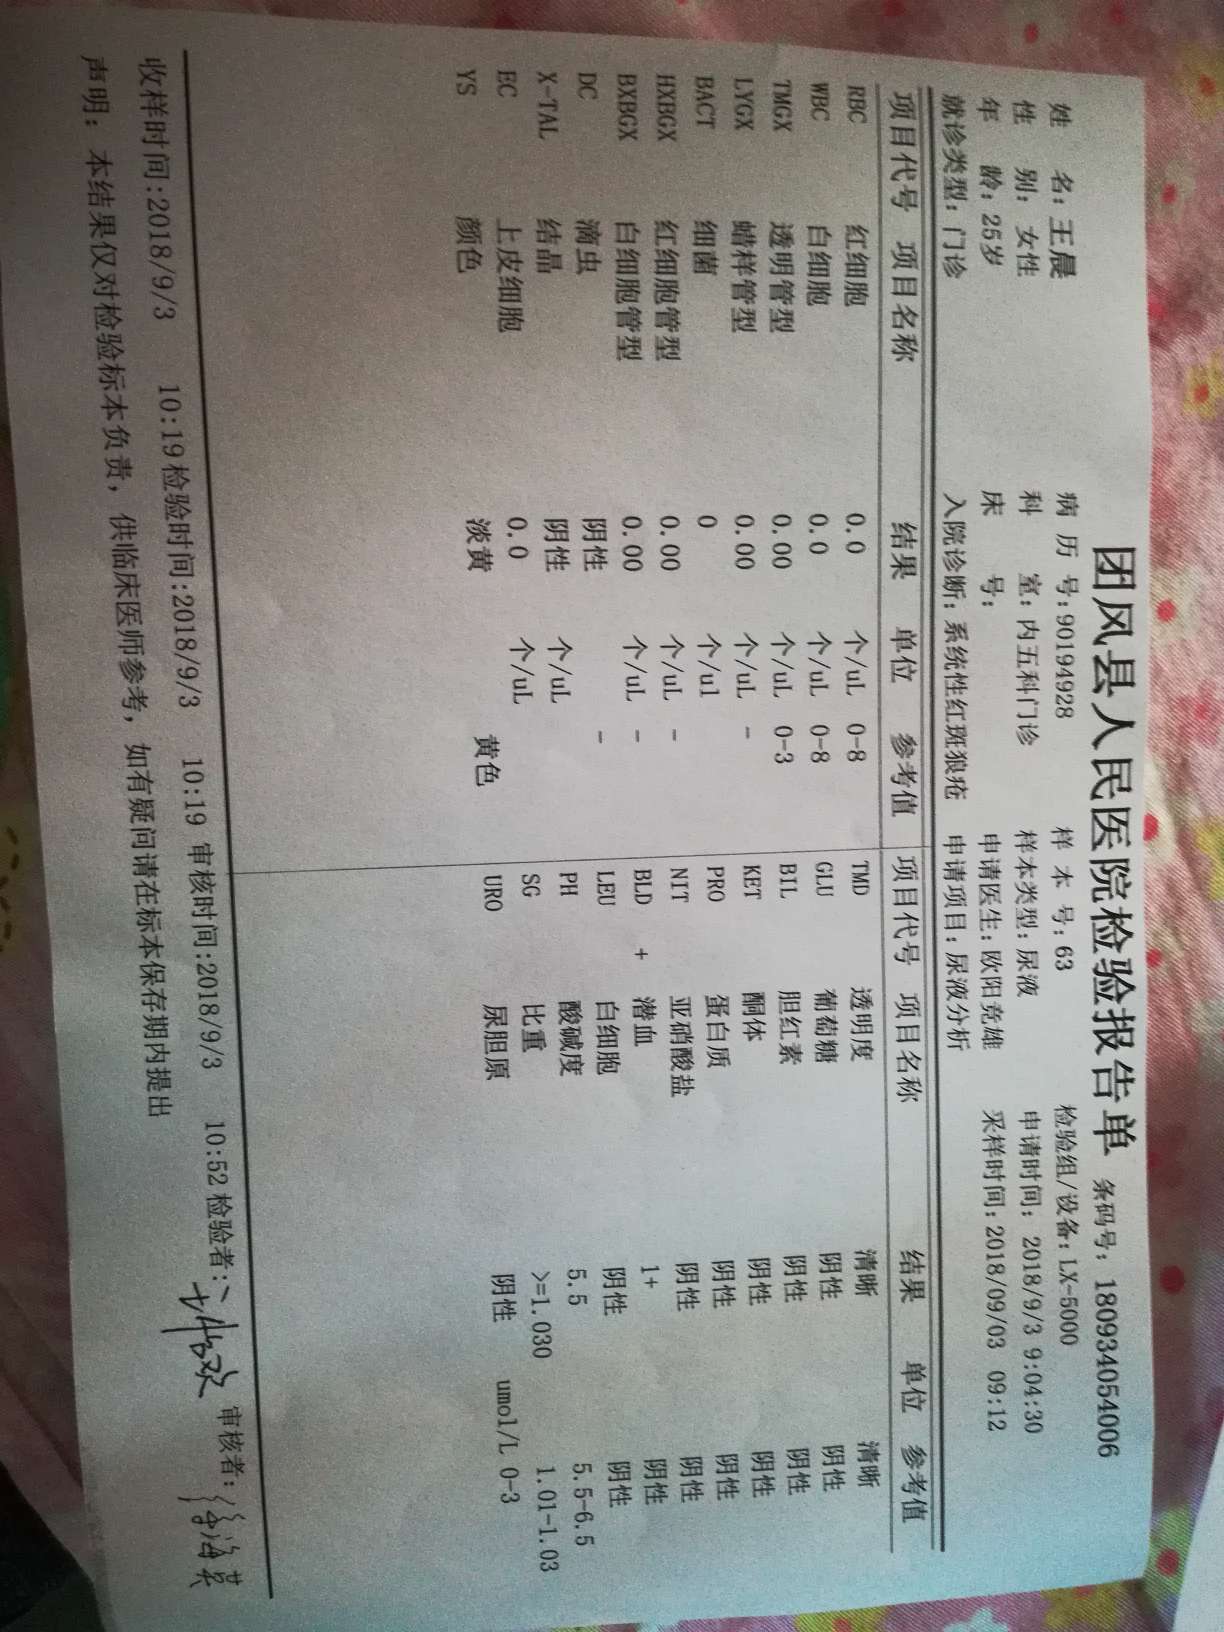 团风县人民医院检验报告单 条码号: 180934054006
姓 名: 王晨 病 历 号: 90194928 样 本 号: 63 检验组/设备: LX-5000
性 别: 女性 科 室: 内五科门诊 样本类型: 尿液 申请时间: 2018/9/3 9:04:30
年 龄: 25岁 床 号: 申请医生: 欧阳竞雄 采样时间: 2018/09/03 09:12
就诊类型: 门诊 入院诊断: 系统性红斑狼疮 申请项目: 尿液分析
项目代号 项目名称 结果 单位 参考值 项目代号 项目名称 结果 单位 参考值
RBC 红细胞 0.0 个/uL 0-8 TMD 透明度 清晰 清晰
WBC 白细胞 0.0 个/uL 0-8 GLU 葡萄糖 阴性 阴性
TMGX 透明管型 0.00 个/uL 0-3 BIL 胆红素 阴性 阴性
LYGX 蜡样管型 0.00 个/uL - KET 酮体 阴性 阴性
BACT 细菌 0 个/ul PRO 蛋白质 阴性 阴性
HXBGX 红细胞管型 0.00 个/uL - NIT 亚硝酸盐 阴性 阴性
BXBGX 白细胞管型 0.00 个/uL - BLD + 潜血 1+ 阴性
DC 滴虫 阴性 - LEU 白细胞 阴性 阴性
X-TAL 结晶 阴性 个/uL PH 酸碱度 5.5 5.5-6.5
EC 上皮细胞 0.0 个/uL SG 比重 >=1.030 1.01-1.03
YS 颜色 淡黄 黄色 URO 尿胆原 阴性 umol/L 0-3
收样时间:2018/9/3 10:19 检验时间:2018/9/3 10:19 审核时间:2018/9/3 10:52 检验者: 审核者:
声明: 本结果仅对检验标本负责, 供临床医师参考, 如有疑问请在标本保存期内提出